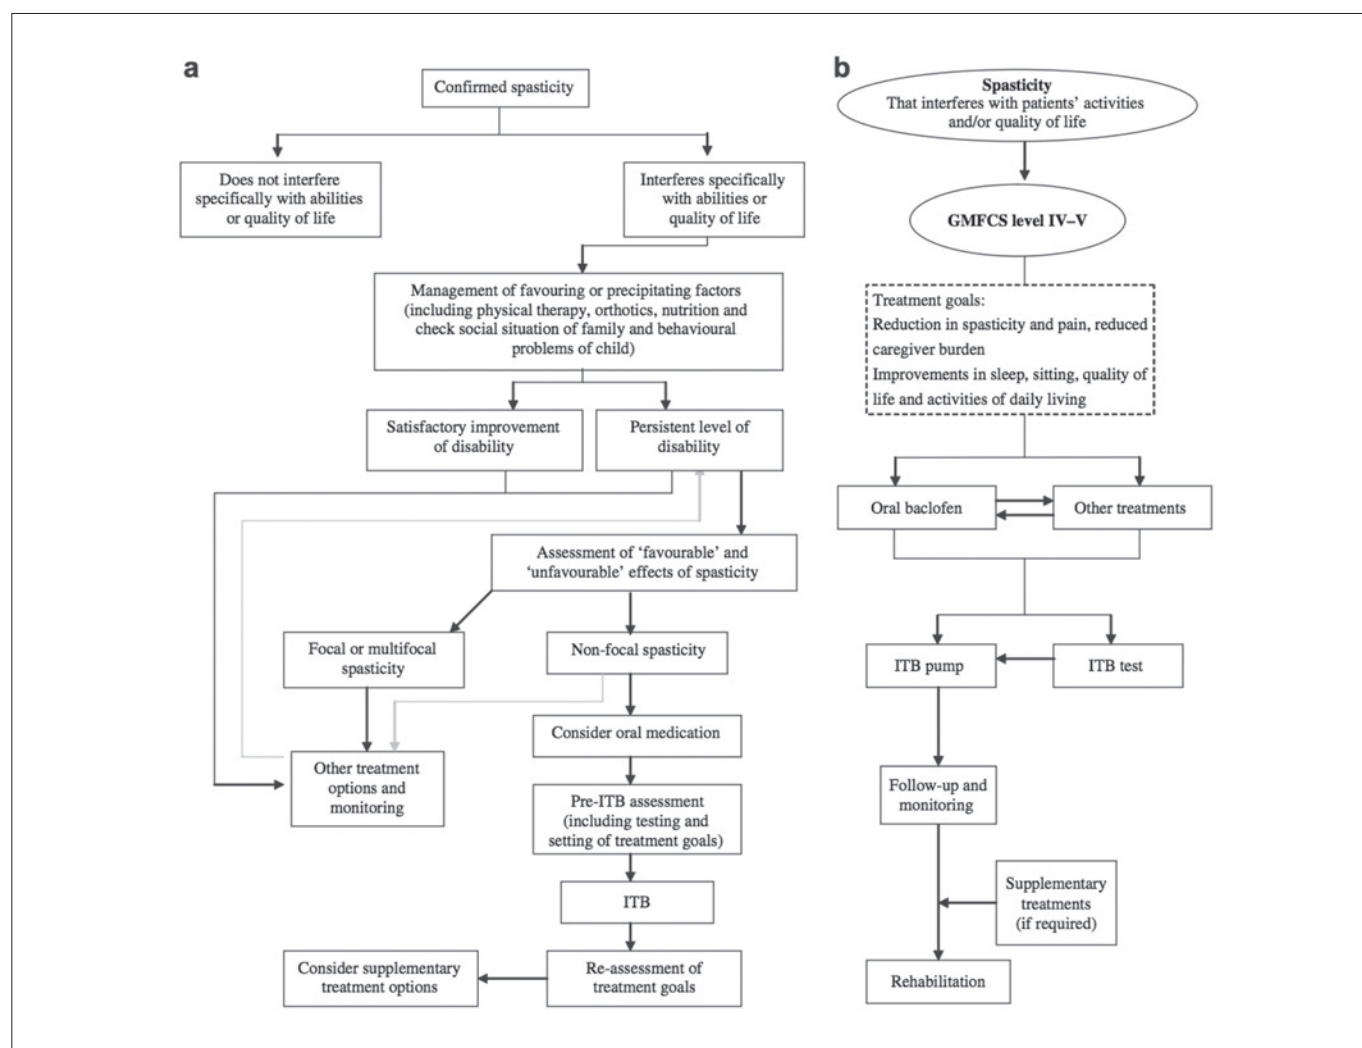 a
Confirmed spasticity
Does not interfere
specifically with abilities
or quality of life
Interferes specifically
with abilities or
quality of life
Management of favouring or precipitating factors
(including physical therapy, orthotics, nutrition and
check social situation of family and behavioural
problems of child)
Satisfactory improvement
of disability
Persistent level of
disability
Assessment of ‘favourable’ and
‘unfavourable’ effects of spasticity
Focal or multifocal
spasticity
Non-focal spasticity
Consider oral medication
Other treatment
options and
monitoring
Pre-ITB assessment
(including testing and
setting of treatment goals)
ITB
Consider supplementary
treatment options
Re-assessment of
treatment goals
b
Spasticity
That interferes with patients’ activities
and/or quality of life
GMFCS level IV–V
Treatment goals:
Reduction in spasticity and pain, reduced
caregiver burden
Improvements in sleep, sitting, quality of
life and activities of daily living
Oral baclofen
Other treatments
ITB pump
ITB test
Follow-up and
monitoring
Supplementary
treatments
(if required)
Rehabilitation